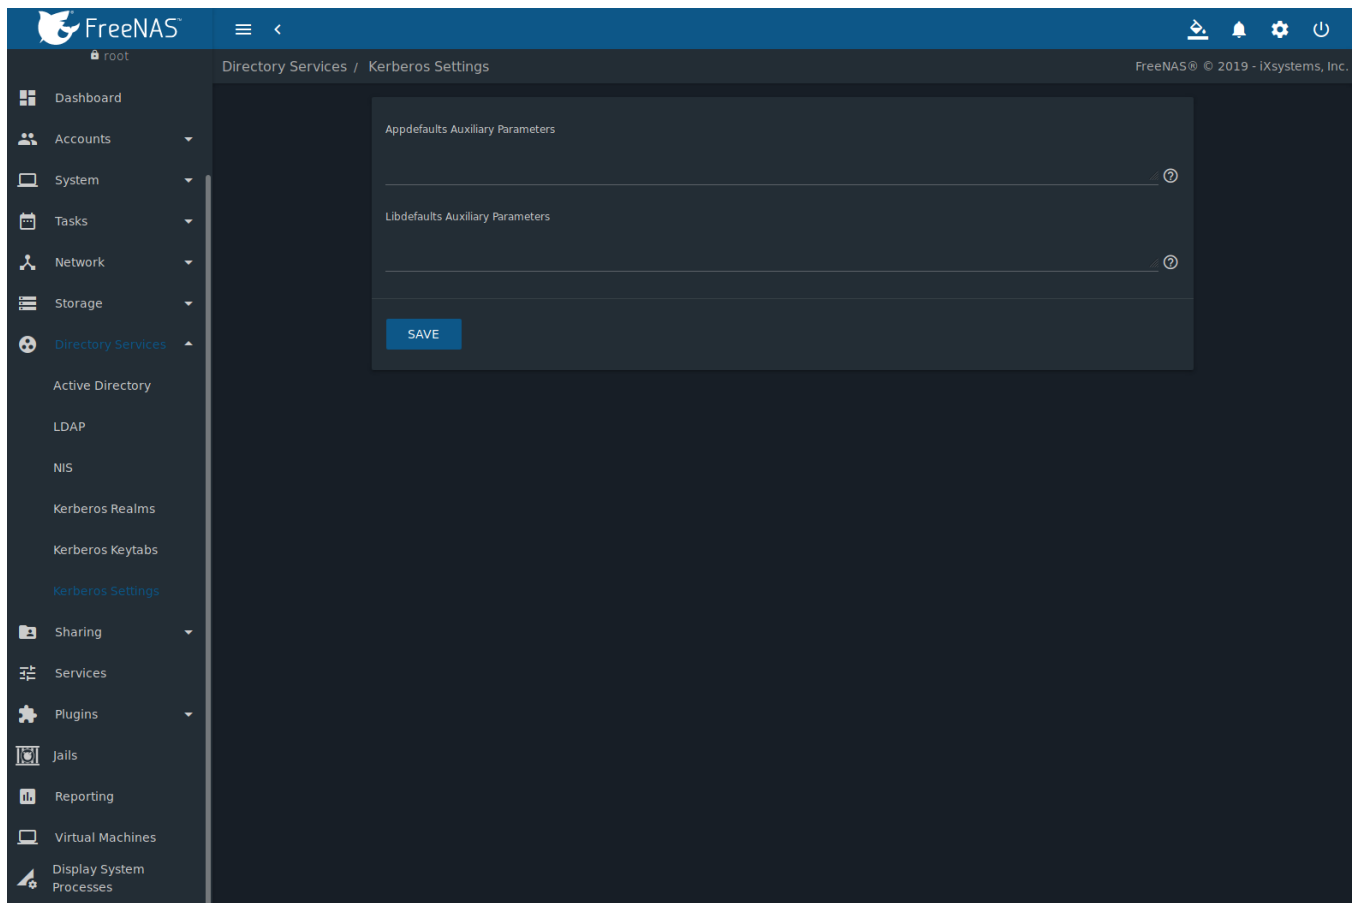 FreeNAS™
root
Directory Services / Kerberos Settings
FreeNAS® © 2019 - iXsystems, Inc.
Dashboard
Accounts
System
Tasks
Network
Storage
Directory Services
Active Directory
LDAP
NIS
Kerberos Realms
Kerberos Keytabs
Kerberos Settings
Sharing
Services
Plugins
Jails
Reporting
Virtual Machines
Display System
Processes
Appdefaults Auxiliary Parameters
Libdefaults Auxiliary Parameters
SAVE